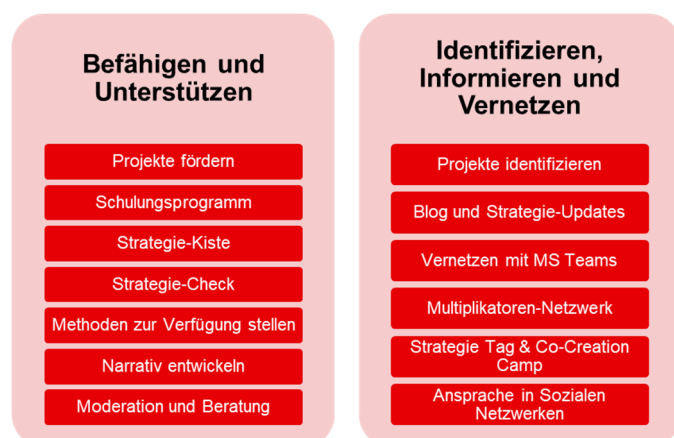 Befähigen und
Unterstützen
Projekte fördern
Schulungsprogramm
Strategie-Kiste
Strategie-Check
Methoden zur Verfügung stellen
Narrativ entwickeln
Moderation und Beratung
Identifizieren,
Informieren und
Vernetzen
Projekte identifizieren
Blog und Strategie-Updates
Vernetzen mit MS Teams
Multiplikatoren-Netzwerk
Strategie Tag & Co-Creation
Camp
Ansprache in Sozialen
Netzwerken